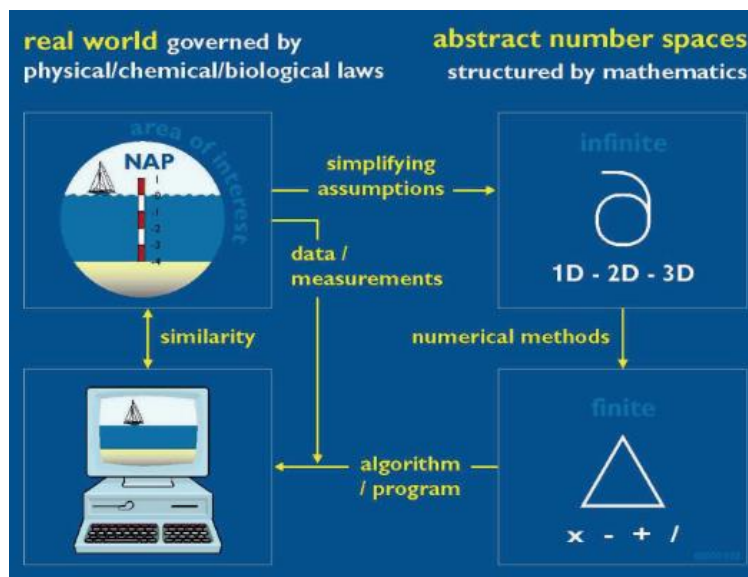 real world governed by
physical/chemical/biological laws
abstract number spaces
structured by mathematics
area of interest
NAP
1
0
-1
-2
-3
-4
simplifying
assumptions
data /
measurements
infinite
∂
1D - 2D - 3D
similarity
numerical methods
algorithm
/ program
finite
x - + /